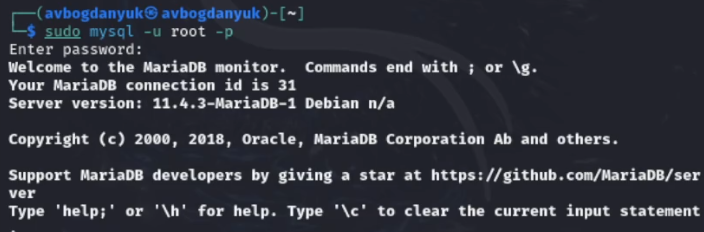 ┌──(avbogdanyuk㉿avbogdanyuk)-[~]
└─$ sudo mysql -u root -p
Enter password:
Welcome to the MariaDB monitor.  Commands end with ; or \g.
Your MariaDB connection id is 31
Server version: 11.4.3-MariaDB-1 Debian n/a

Copyright (c) 2000, 2018, Oracle, MariaDB Corporation Ab and others.

Support MariaDB developers by giving a star at https://github.com/MariaDB/ser
ver
Type 'help;' or '\h' for help. Type '\c' to clear the current input statement
.